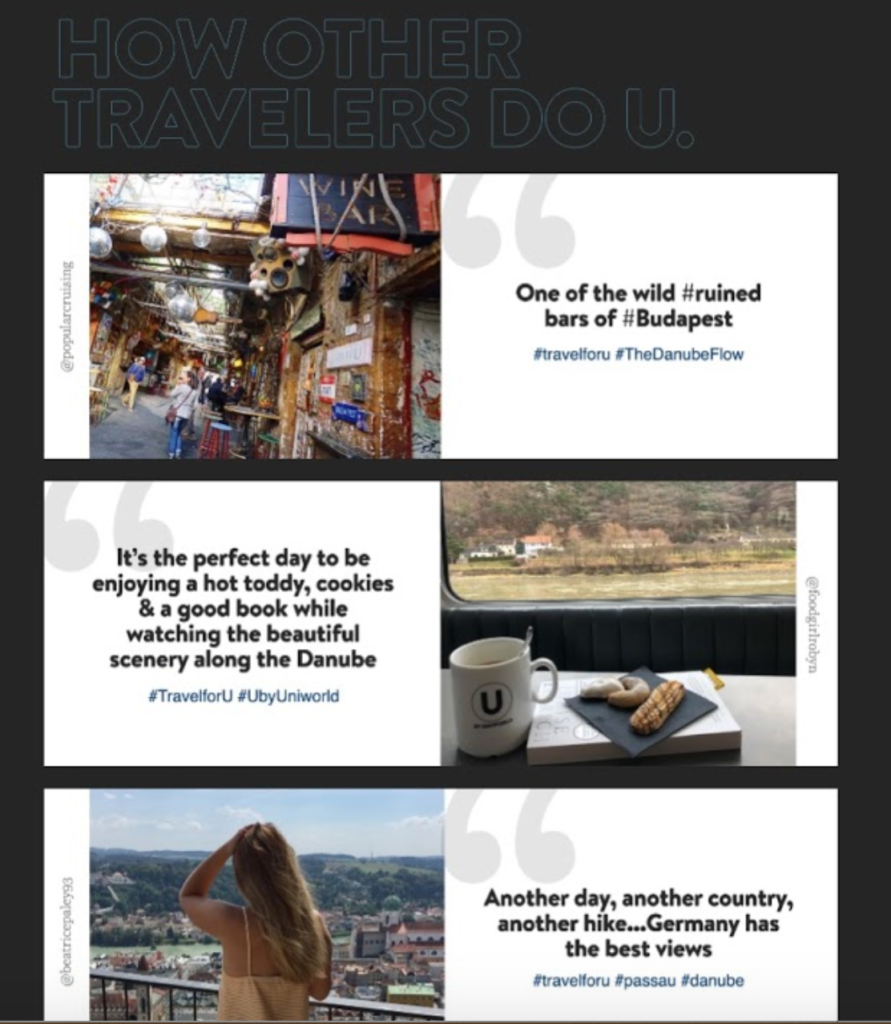 HOW OTHER
TRAVELERS DO U.
@popularcruising
WINE
BAR
One of the wild #ruined
bars of #Budapest
#travelforu #TheDanubeFlow
It's the perfect day to be
enjoying a hot toddy, cookies
& a good book while
watching the beautiful
scenery along the Danube
#TravelforU #UbyUniworld
U
@foodgirlrobyn
@beatricepaley93
Another day, another country,
another hike...Germany has
the best views
#travelforu #passau #danube